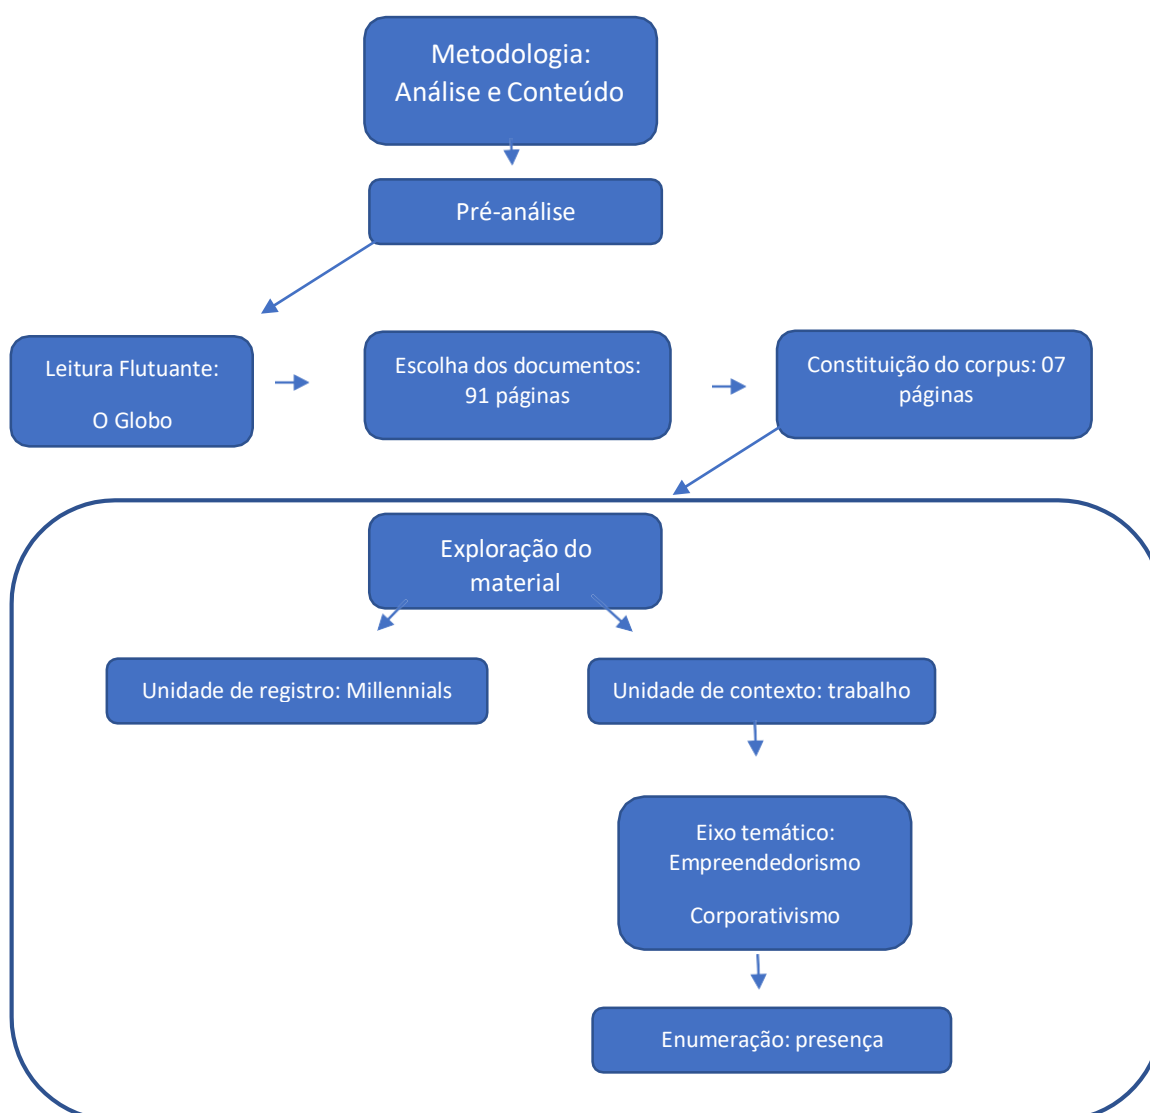 Metodologia:
Análise e Conteúdo
Pré-análise
Leitura Flutuante:
O Globo
Escolha dos documentos:
91 páginas
Constituição do corpus: 07
páginas
Exploração do
material
Unidade de registro: Millennials
Unidade de contexto: trabalho
Eixo temático:
Empreendedorismo
Corporativismo
Enumeração: presença